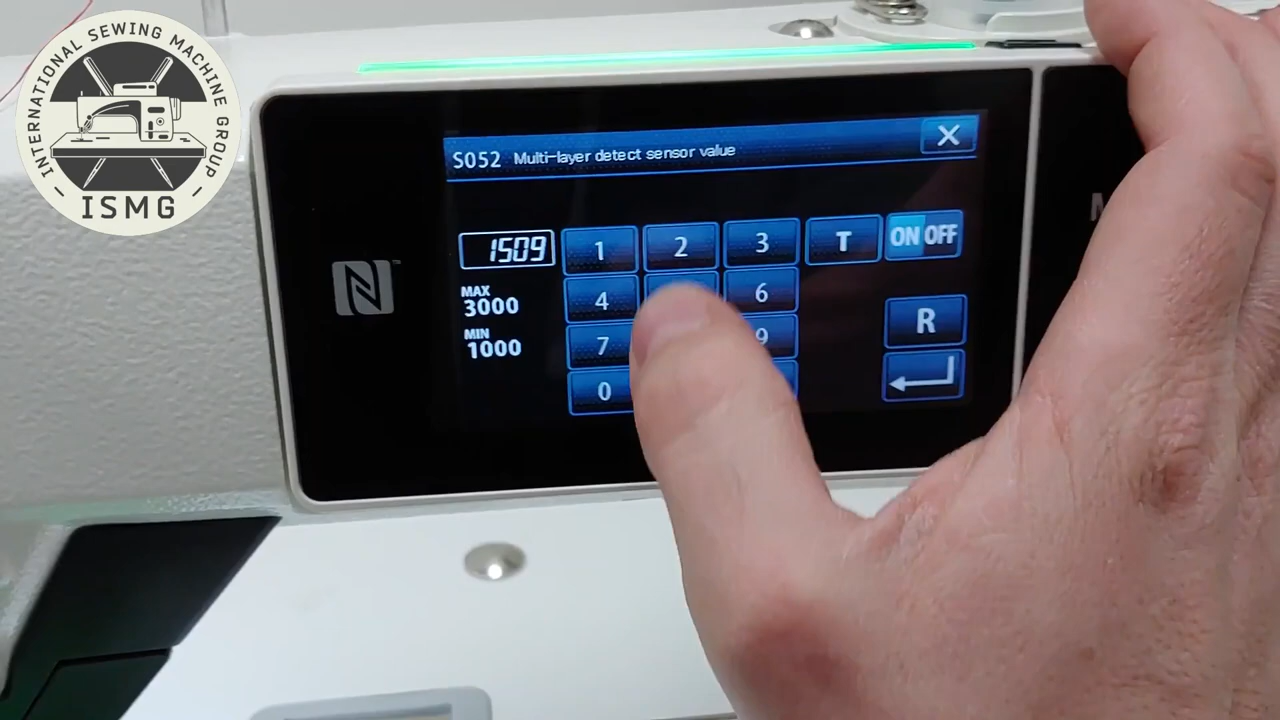 INTERNATIONAL SEWING MACHINE GROUP
ISMG
S052 Multi-layer detect sensor value
1509 1 2 3 T ON OFF
MAX
3000
4 6
R
MIN
1000
7 9
0